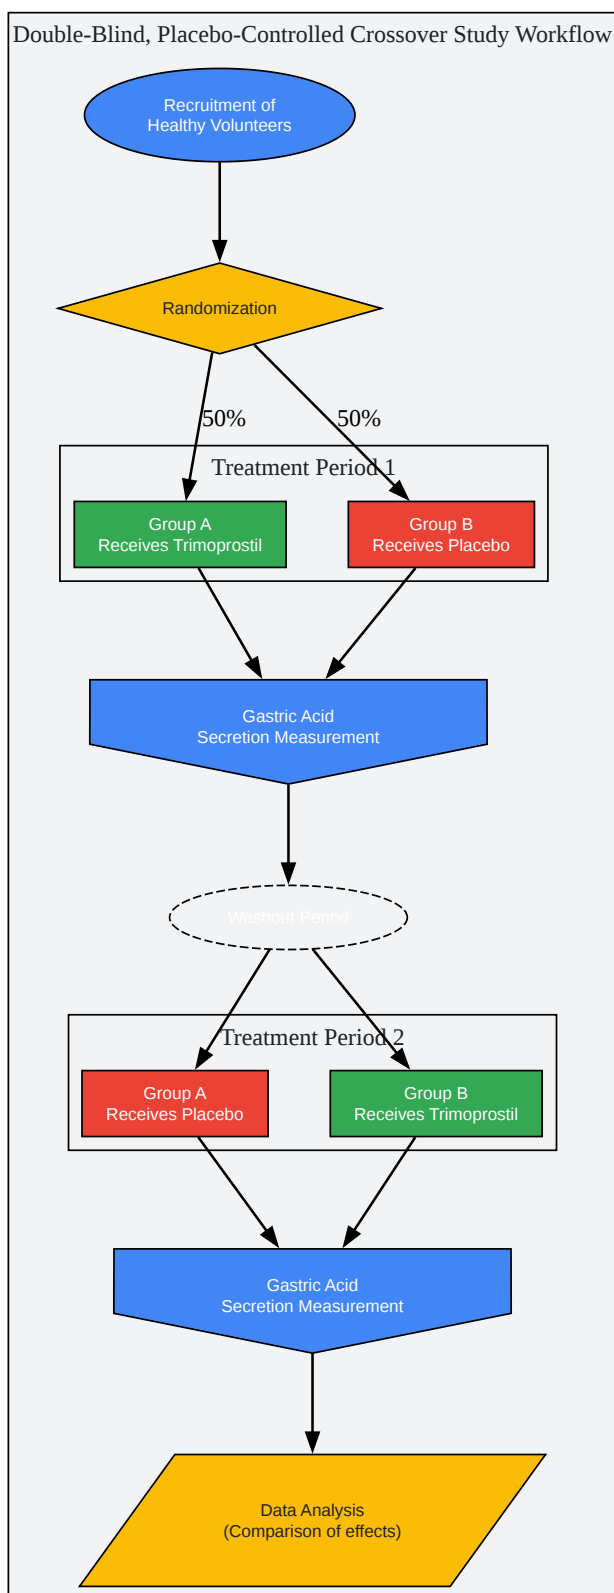 Double-Blind, Placebo-Controlled Crossover Study Workflow
Recruitment of
Healthy Volunteers
Randomization
50%
50%
Treatment Period 1
Group A
Receives Trimoprostil
Group B
Receives Placebo
Gastric Acid
Secretion Measurement
Washout Period
Treatment Period 2
Group A
Receives Placebo
Group B
Receives Trimoprostil
Gastric Acid
Secretion Measurement
Data Analysis
(Comparison of effects)